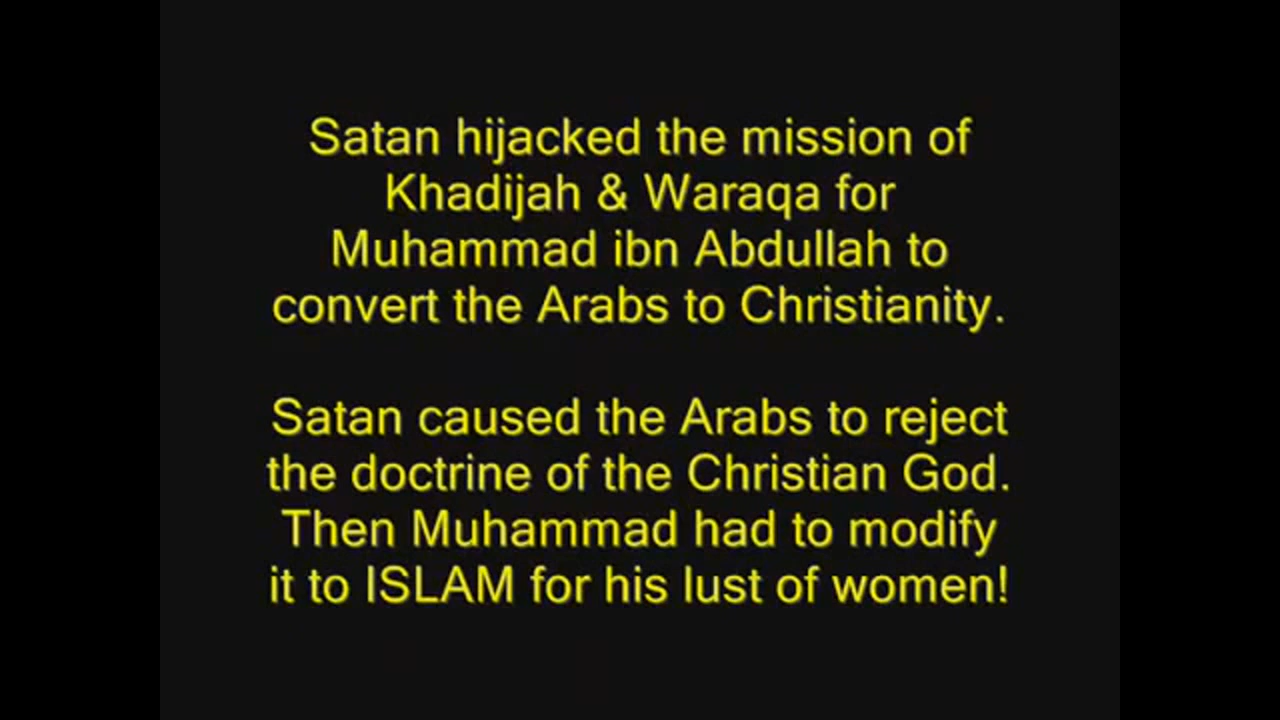 Satan hijacked the mission of
Khadijah & Waraqa for
Muhammad ibn Abdullah to
convert the Arabs to Christianity.
Satan caused the Arabs to reject
the doctrine of the Christian God.
Then Muhammad had to modify
it to ISLAM for his lust of women!